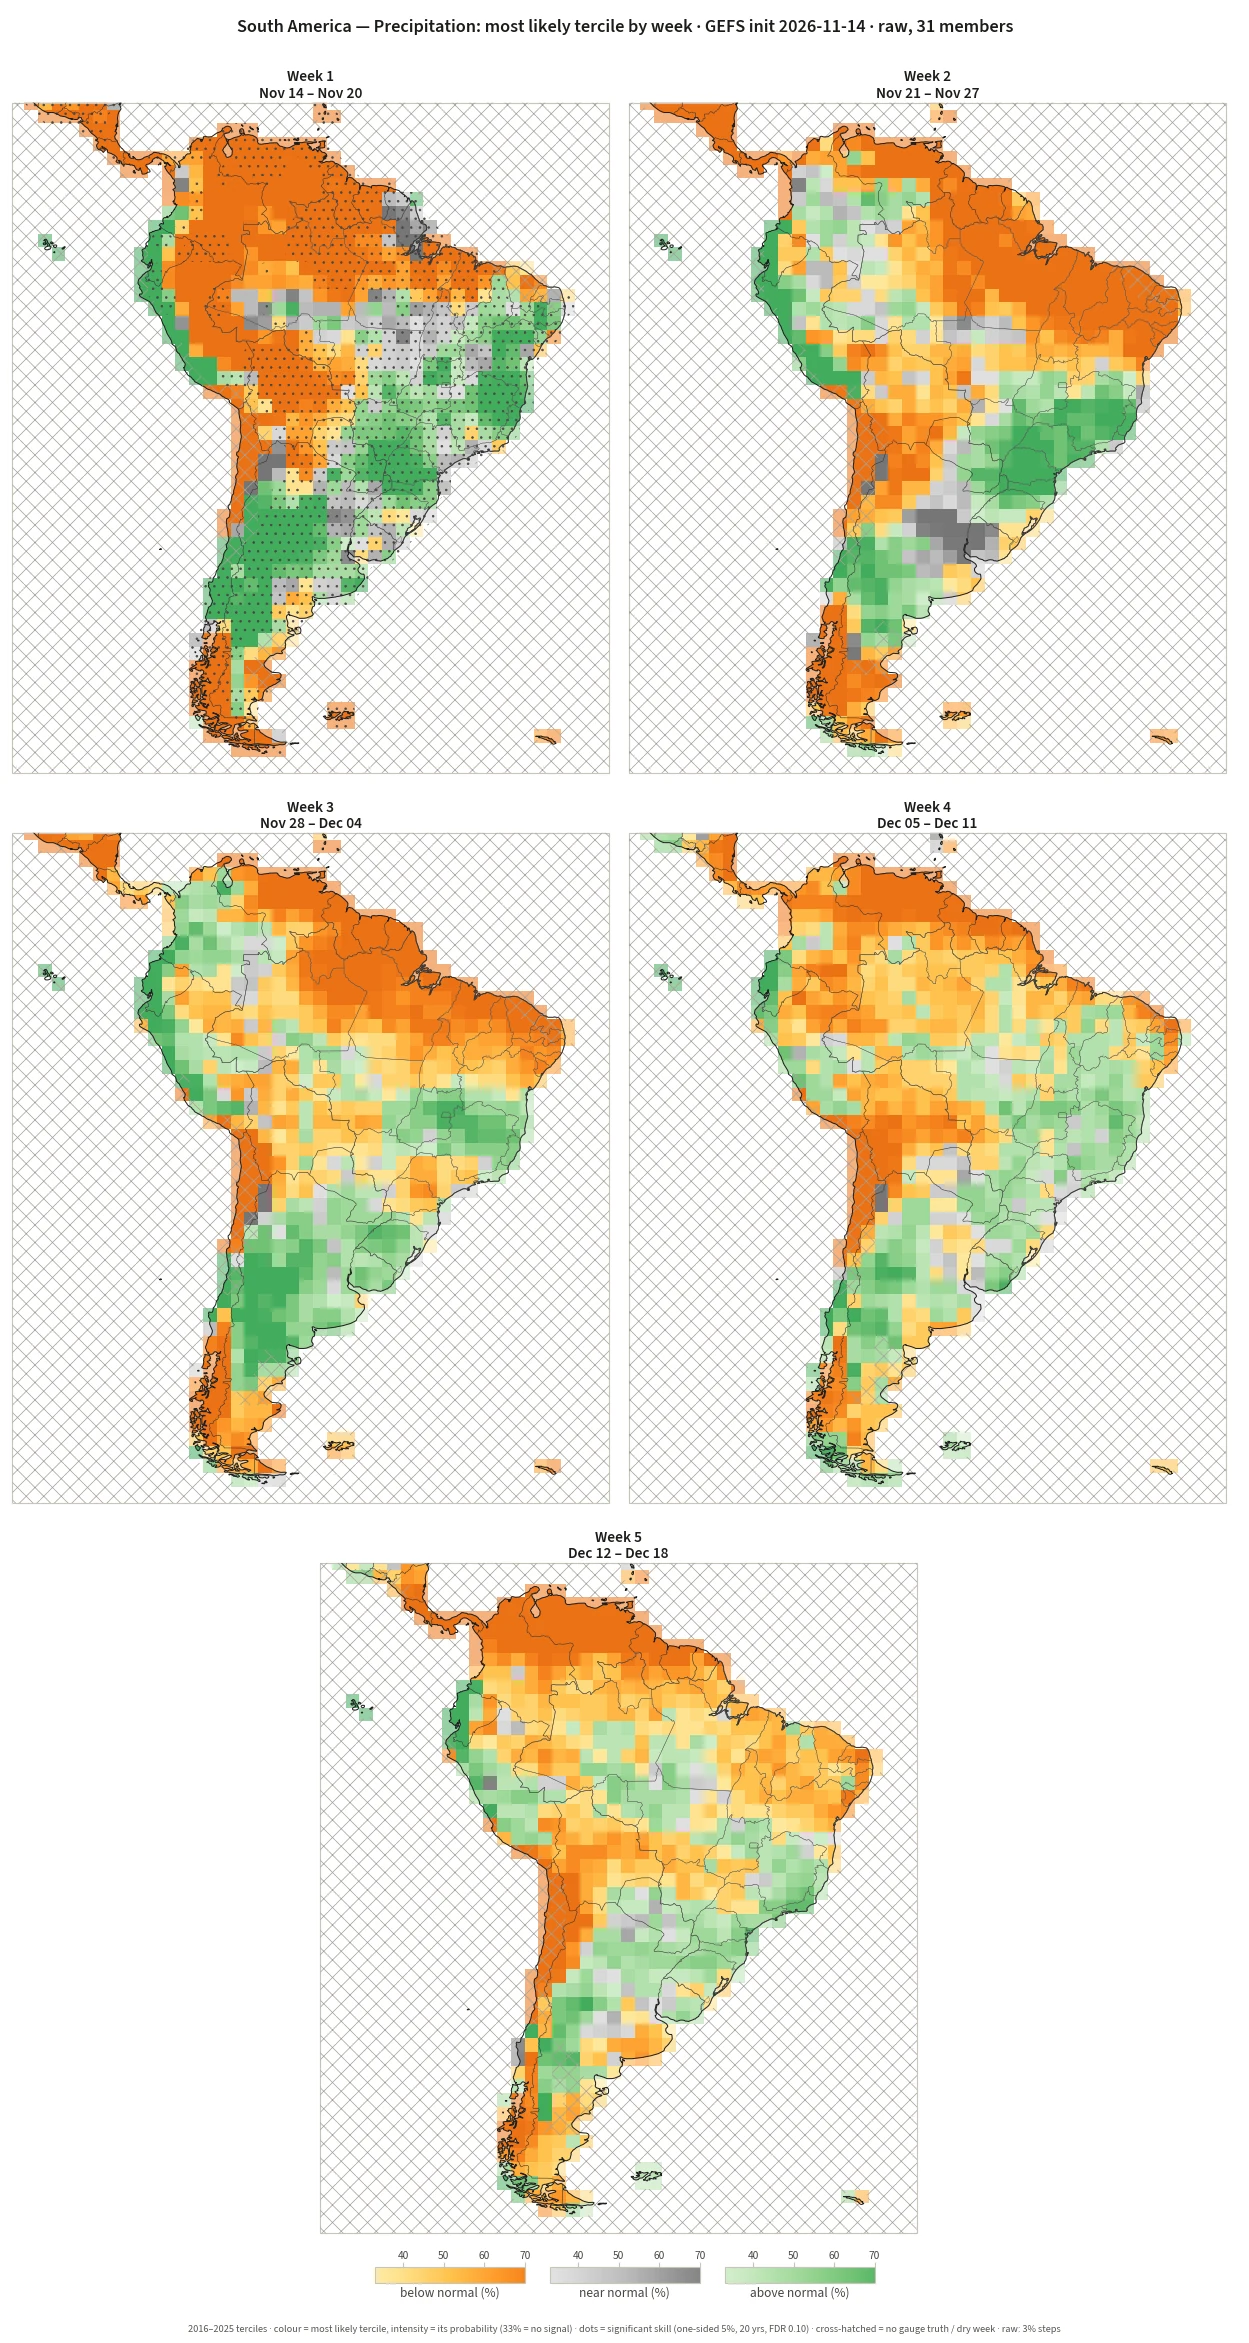 South America — Precipitation: most likely tercile by week · GEFS init 2026-11-14 · raw, 31 members
Week 1
Nov 14 – Nov 20
Week 2
Nov 21 – Nov 27
Week 3
Nov 28 – Dec 04
Week 4
Dec 05 – Dec 11
Week 5
Dec 12 – Dec 18
40 50 60 70
below normal (%)
40 50 60 70
near normal (%)
40 50 60 70
above normal (%)
2016–2025 terciles · colour = most likely tercile, intensity = its probability (33% = no signal) · dots = significant skill (one-sided 5%, 20 yrs, FDR 0.10) · cross-hatched = no gauge truth / dry week · raw: 3% steps